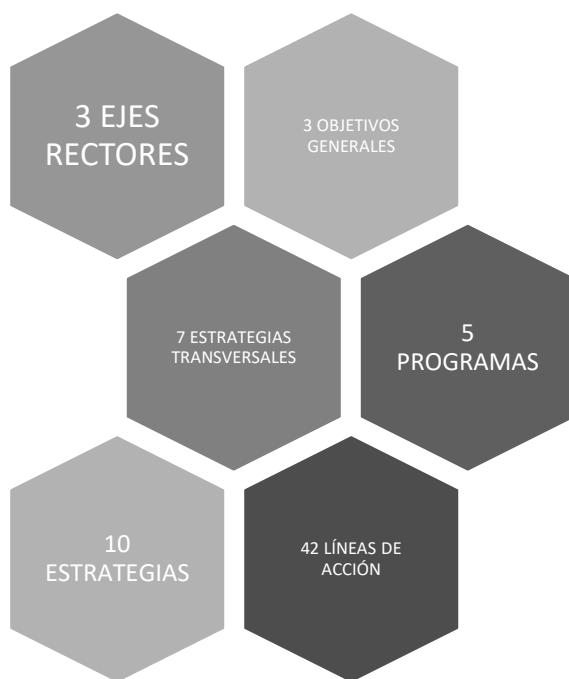 3 EJES
RECTORES
3 OBJETIVOS
GENERALES
7 ESTRATEGIAS
TRANSVERSALES
5
PROGRAMAS
10
ESTRATEGIAS
42 LÍNEAS DE
ACCIÓN